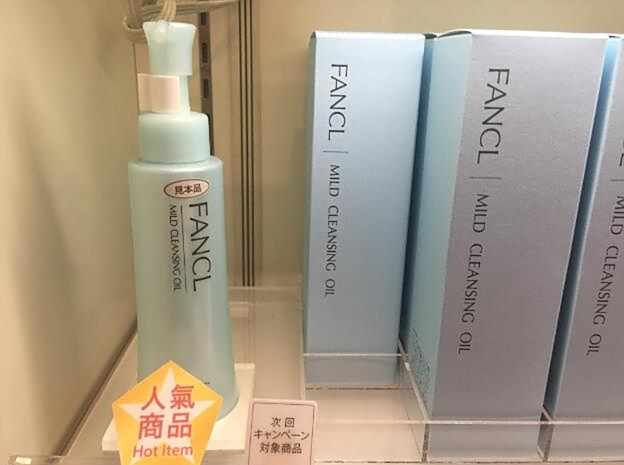 見本品
FANCL
MILD CLEANSING OIL
人氣
商品
Hot Item
次回
キャンペーン
対象商品
FANCL | MILD CLEANSING OIL
FANCL | MILD CLEANSING OIL
MILD CLEANSING OIL